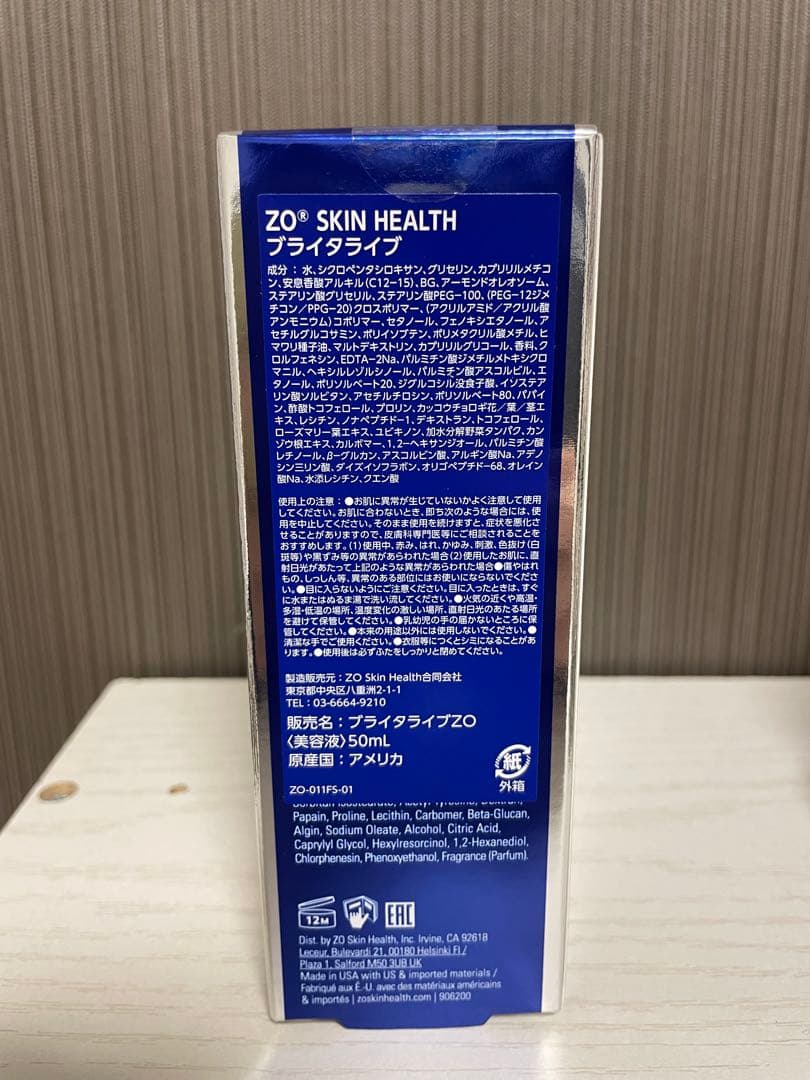 ZO® SKIN HEALTH
ブライタライブ
成分：水、シクロペンタシロキサン、グリセリン、カプリリルメチコ
ン、安息香酸アルキル(C12-15)、BG、アーモンドオレオソーム、
ステアリン酸グリセリル、ステアリン酸PEG-100、(PEG-12ジメ
チコン/PPG-20)クロスポリマー、(アクリルアミド/アクリル酸
アンモニウム)コポリマー、セタノール、フェノキシエタノール、ア
セチルグルコサミン、ポリイソブテン、ポリメタクリル酸メチル、ヒ
マワリ種子油、マルトデキストリン、カプリリルグリコール、香料、ク
ロルフェネシン、EDTA-2Na、パルミチン酸ジメチルメトキシクロ
マニル、ヘキシルレゾルシノール、パルミチン酸アスコルビル、エ
タノール、ポリソルベート20、ジグルコシル没食子酸、イソステア
リン酸ソルビタン、アセチルチロシン、ポリソルベート80、パパイ
ン、酢酸トコフェロール、プロリン、カッコウチョロギ花/葉/茎エ
キス、レシチン、ノナペプチド-1、デキストラン、トコフェロール、
ローズマリー葉エキス、ユビキノン、加水分解野菜タンパク、カン
ゾウ根エキス、カルボマー、1,2-ヘキサンジオール、パルミチン酸
レチノール、β-グルカン、アスコルビン酸、アルギン酸Na、アデノ
シン三リン酸、ダイズイソフラボン、オリゴペプチド-68、オレイン
酸Na、水添レシチン、クエン酸
使用上の注意：●お肌に異常が生じていないかよく注意して使用
してください。お肌に合わないとき、即ち次のような場合には、使
用を中止してください。そのまま使用を続けますと、症状を悪化さ
せることがありますので、皮膚科専門医等にご相談されることを
おすすめします。(1)使用中、赤み、はれ、かゆみ、刺激、色抜け(白
斑等)や黒ずみ等の異常があらわれた場合(2)使用したお肌に、直
射日光があたって上記のような異常があらわれた場合●傷やはれ
もの、しっしん等、異常のある部位にはお使いにならないでくださ
い。●目に入らないようにご注意ください。目に入ったときは、すぐ
に水またはぬるま湯で洗い流してください。●火気の近くや高温・
多湿・低温の場所、温度変化の激しい場所、直射日光のあたる場所
を避けて保管してください。●乳幼児の手の届かないところに保
管してください。●本来の用途以外には使用しないでください。●
清潔な手でご使用ください。●衣服等につくとシミになることがあ
ります。●使用後は必ずふたをしっかりと閉めてください。
製造販売元：ZO Skin Health合同会社
東京都中央区八重洲2-1-1
TEL：03-6664-9210
販売名：ブライタライブZO
〈美容液〉50mL
原産国：アメリカ
紙
外箱
ZO-011FS-01
Sorbitan Isostearate, Acetyl Tyrosine, Dextran,
Papain, Proline, Lecithin, Carbomer, Beta-Glucan,
Algin, Sodium Oleate, Alcohol, Citric Acid,
Caprylyl Glycol, Hexylresorcinol, 1,2-Hexanediol,
Chlorphenesin, Phenoxyethanol, Fragrance (Parfum).
12M
EAC
Dist. by ZO Skin Health, Inc. Irvine, CA 92618
Leceur, Bulevardi 21, 00180 Helsinki FI /
Plaza 1, Salford M50 3UB UK
Made in USA with US & imported materials /
Fabriqué aux É.-U. avec des matériaux américains
& importés | zoskinhealth.com | 906200